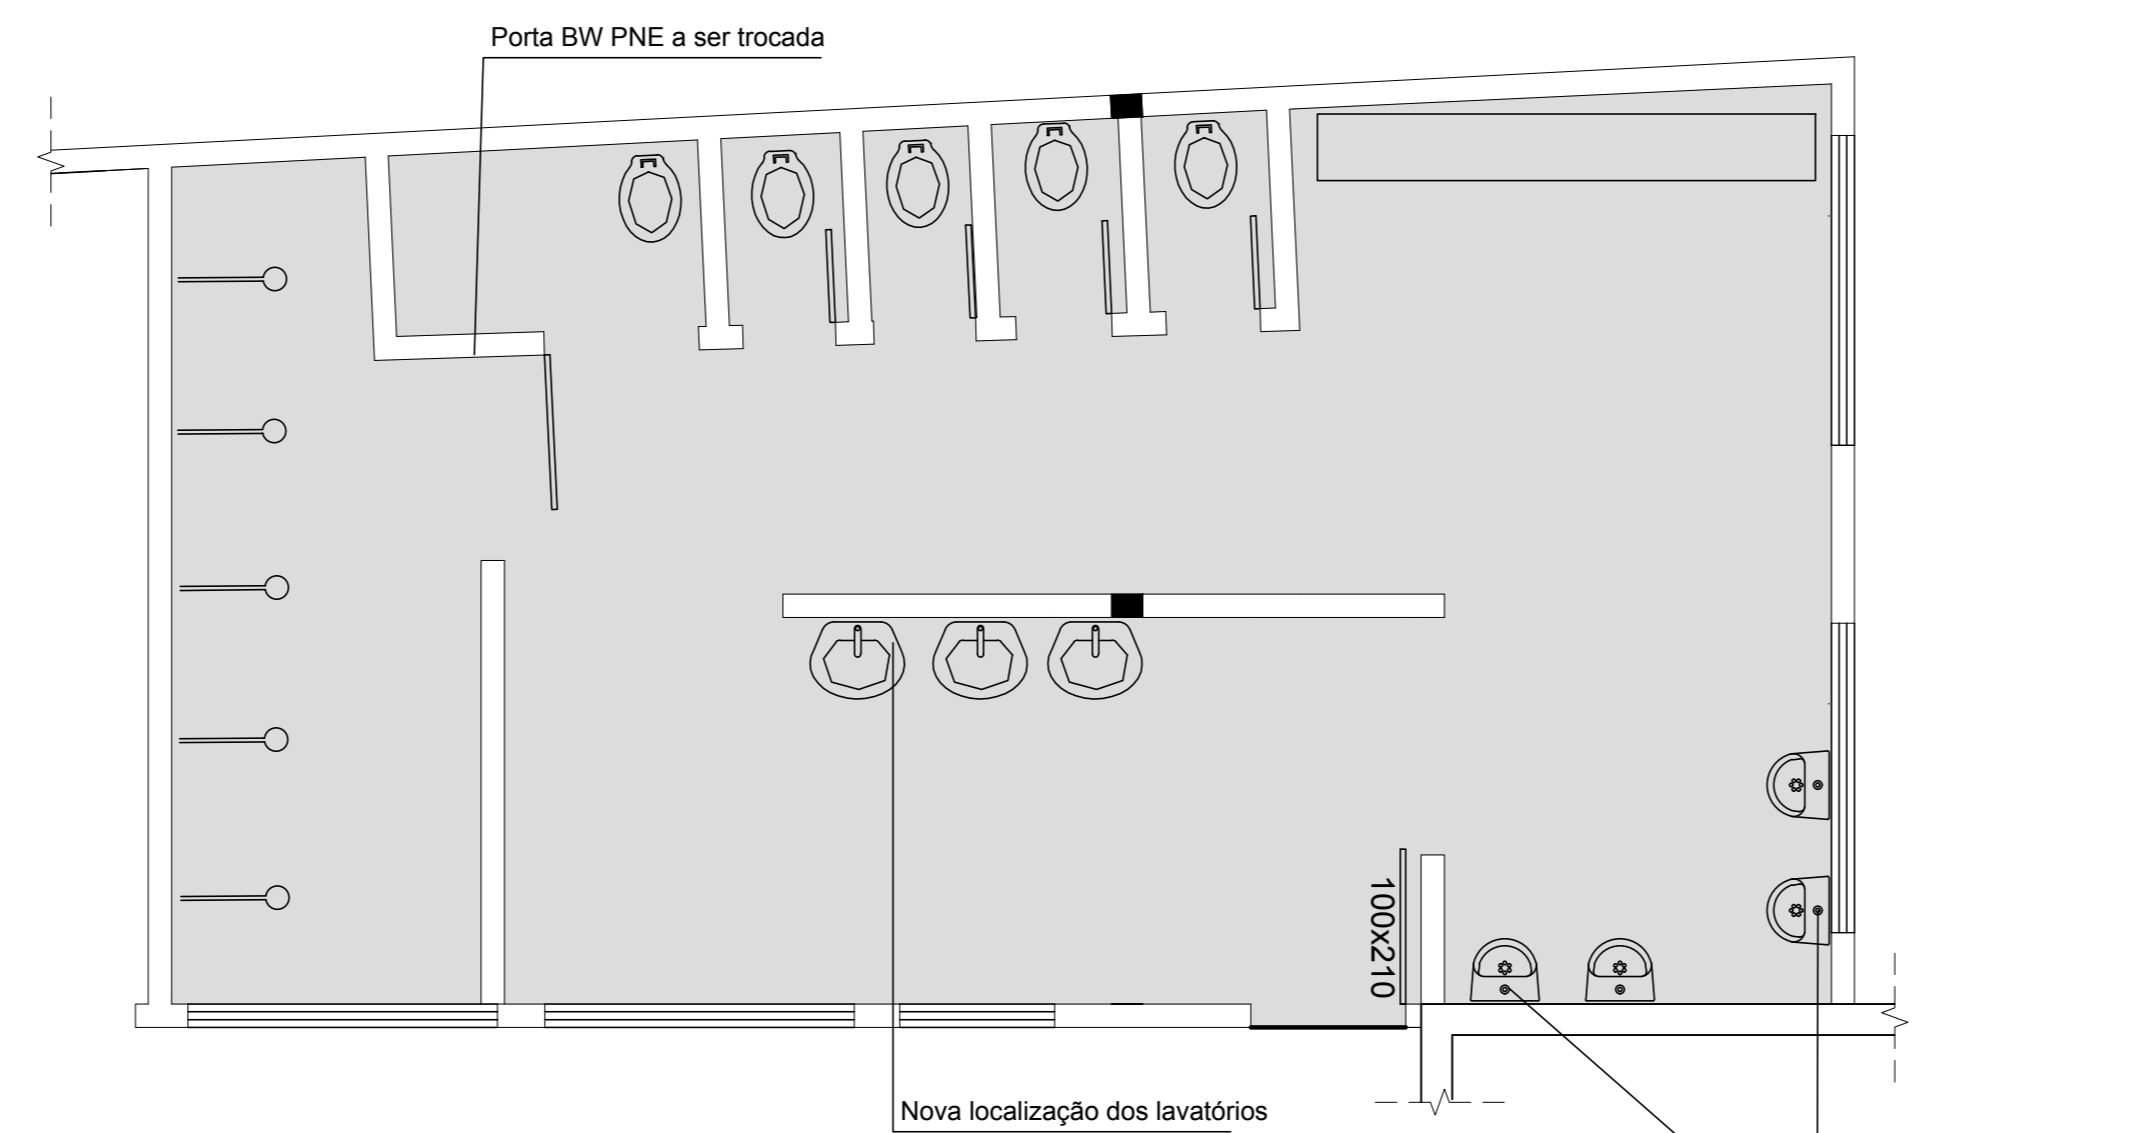 Porta BW PNE a ser trocada
100x210
Nova localização dos lavatórios